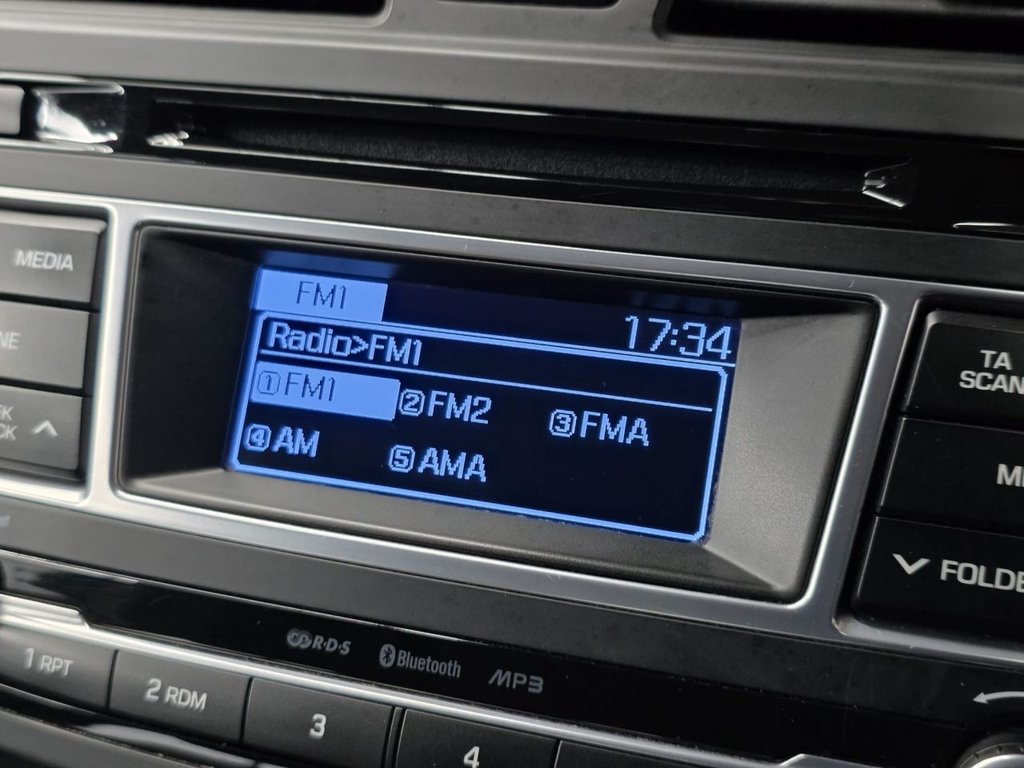 MEDIA
FM1
17:34
Radio>FM1
①FM1 ②FM2 ③FMA
④AM ⑤AMA
TA
SCAN
FOLDE
R·D·S Bluetooth MP3
1 RPT 2 RDM 3 4